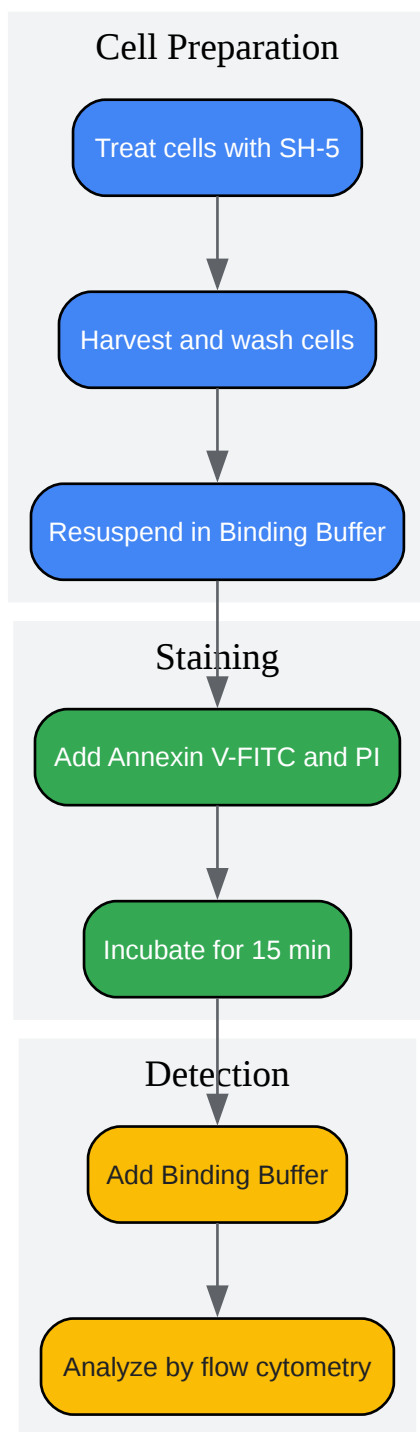 Cell Preparation
Treat cells with SH-5
Harvest and wash cells
Resuspend in Binding Buffer
Staining
Add Annexin V-FITC and PI
Incubate for 15 min
Detection
Add Binding Buffer
Analyze by flow cytometry